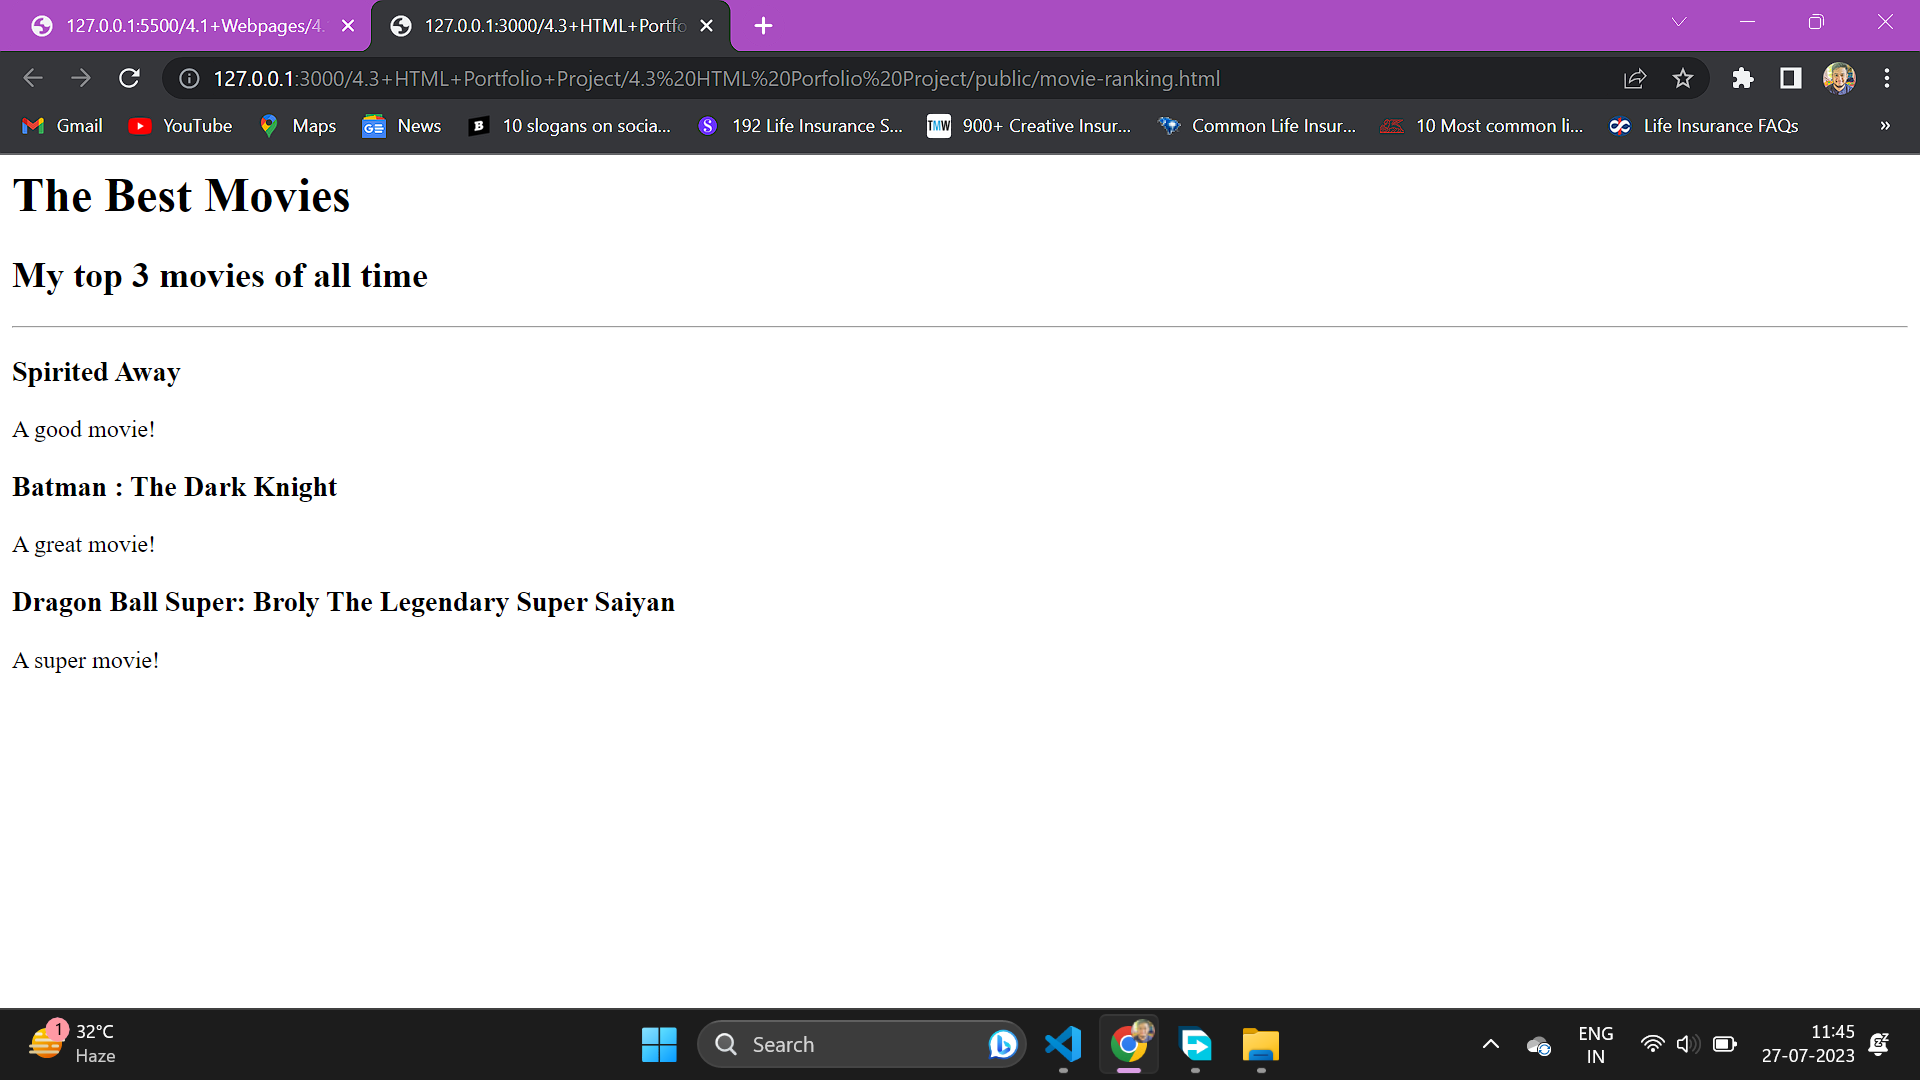 127.0.0.1:5500/4.1+Webpages/4.
127.0.0.1:3000/4.3+HTML+Portfo
127.0.0.1:3000/4.3+HTML+Portfolio+Project/4.3%20HTML%20Porfolio%20Project/public/movie-ranking.html
Gmail YouTube Maps News 10 slogans on socia... 192 Life Insurance S... TMW 900+ Creative Insur... Common Life Insur... 10 Most common li... Life Insurance FAQs »
The Best Movies
My top 3 movies of all time
Spirited Away
A good movie!
Batman : The Dark Knight
A great movie!
Dragon Ball Super: Broly The Legendary Super Saiyan
A super movie!
1
32°C
Haze
Search
ENG
IN
11:45
27-07-2023